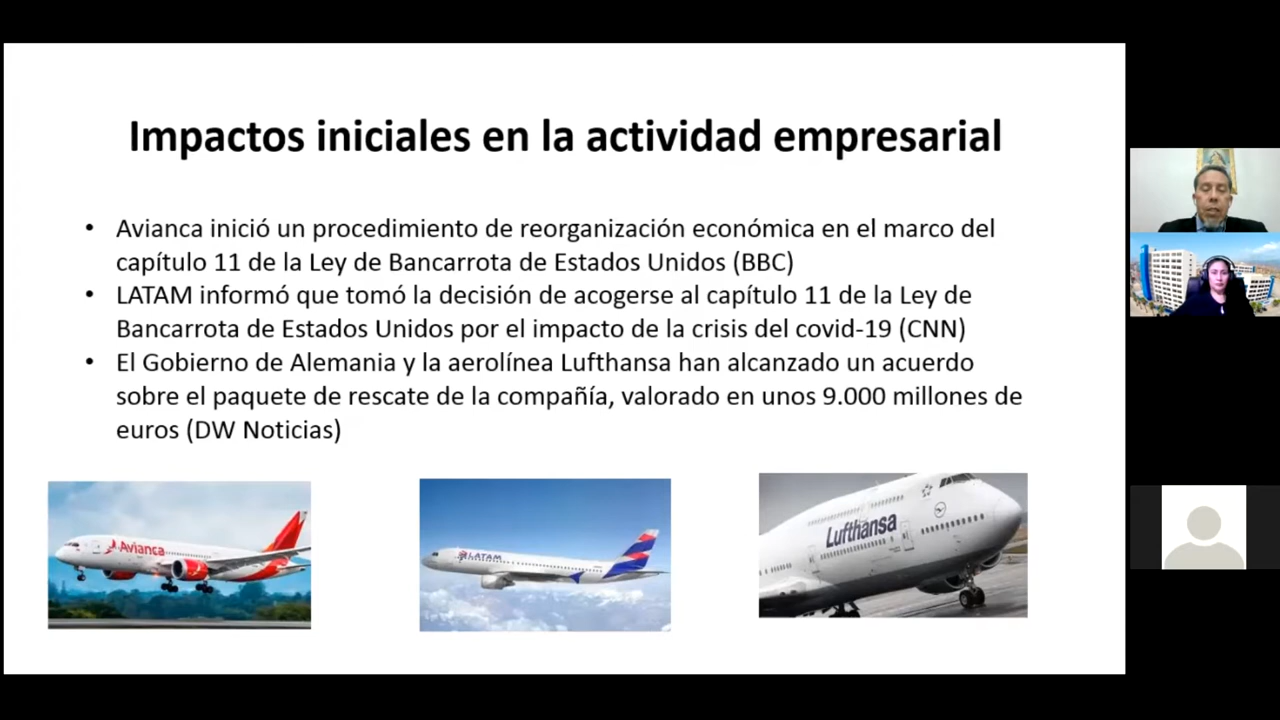 Impactos iniciales en la actividad empresarial
• Avianca inició un procedimiento de reorganización económica en el marco del
capítulo 11 de la Ley de Bancarrota de Estados Unidos (BBC)
• LATAM informó que tomó la decisión de acogerse al capítulo 11 de la Ley de
Bancarrota de Estados Unidos por el impacto de la crisis del covid-19 (CNN)
• El Gobierno de Alemania y la aerolínea Lufthansa han alcanzado un acuerdo
sobre el paquete de rescate de la compañía, valorado en unos 9.000 millones de
euros (DW Noticias)
Avianca
LATAM
Lufthansa